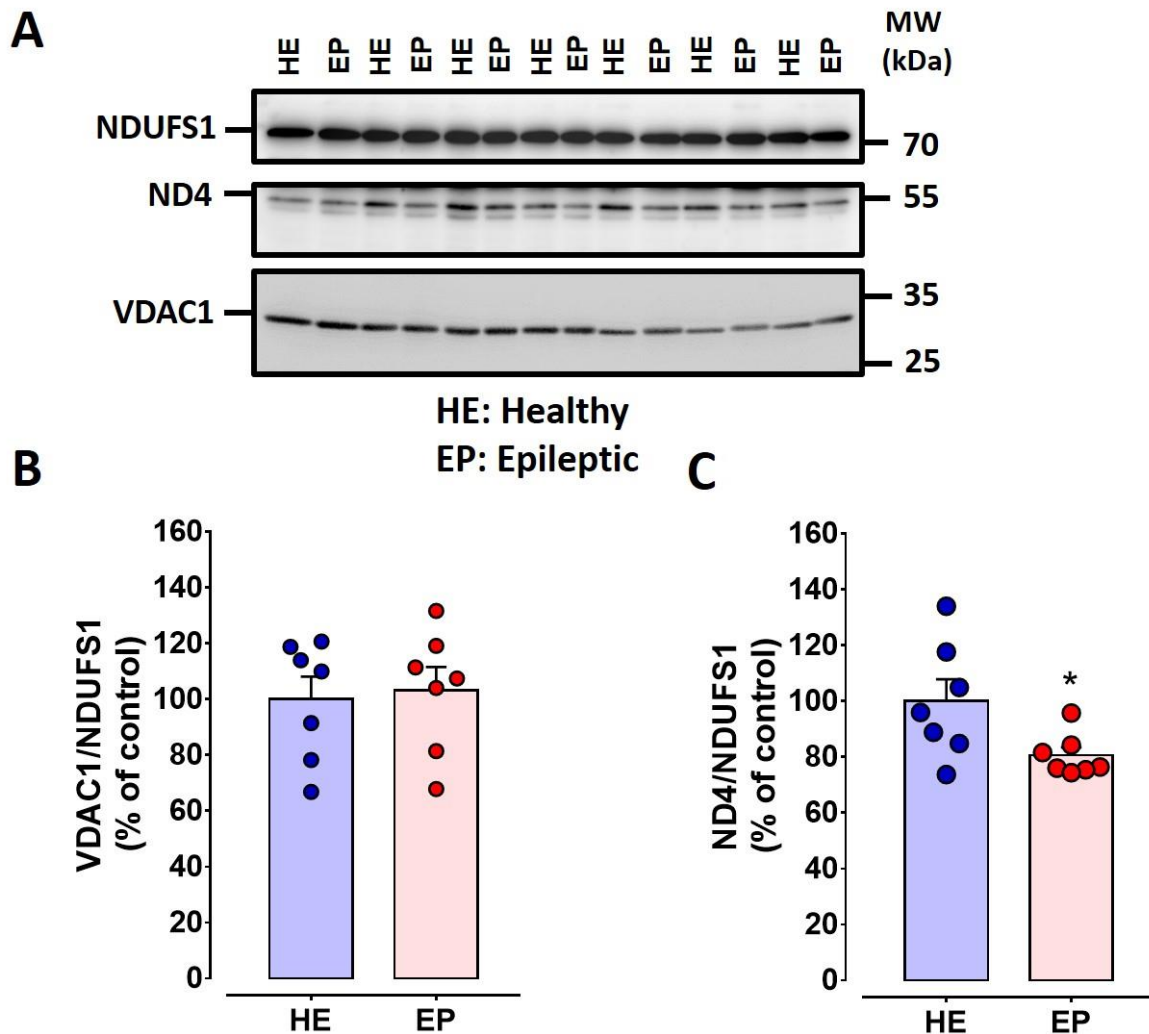 A
HE EP HE EP HE EP HE EP HE EP HE EP HE EP
MW
(kDa)
NDUFS1
70
ND4
55
VDAC1
35
25
HE: Healthy
EP: Epileptic
B
VDAC1/NDUFS1
(% of control)
160
140
120
100
80
60
40
20
0
HE EP
C
ND4/NDUFS1
(% of control)
160
140
120
100
80
60
40
20
0
*
HE EP